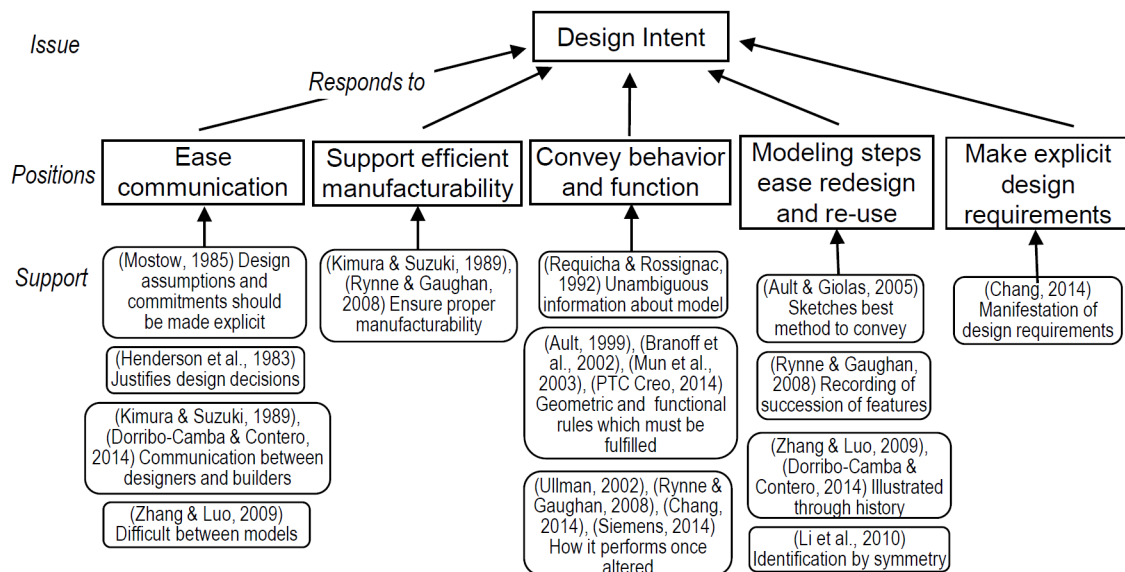 Issue
Design Intent
Responds to
Positions
Ease
communication
Support efficient
manufacturability
Convey behavior
and function
Modeling steps
ease redesign
and re-use
Make explicit
design
requirements
Support
(Mostow, 1985) Design
assumptions and
commitments should
be made explicit
(Henderson et al., 1983)
Justifies design decisions
(Kimura & Suzuki, 1989),
(Dorribo-Camba & Contero,
2014) Communication between
designers and builders
(Zhang & Luo, 2009)
Difficult between models
(Kimura & Suzuki, 1989),
(Rynne & Gaughan,
2008) Ensure proper
manufacturability
(Requicha & Rossignac,
1992) Unambiguous
information about model
(Ault, 1999), (Branoff et
al., 2002), (Mun et al.,
2003), (PTC Creo, 2014)
Geometric and functional
rules which must be
fulfilled
(Ullman, 2002), (Rynne &
Gaughan, 2008), (Chang,
2014), (Siemens, 2014)
How it performs once
altered
(Ault & Giolas, 2005)
Sketches best
method to convey
(Rynne & Gaughan,
2008) Recording of
succession of features
(Zhang & Luo, 2009),
(Dorribo-Camba &
Contero, 2014) Illustrated
through history
(Li et al., 2010)
Identification by symmetry
(Chang, 2014)
Manifestation of
design requirements